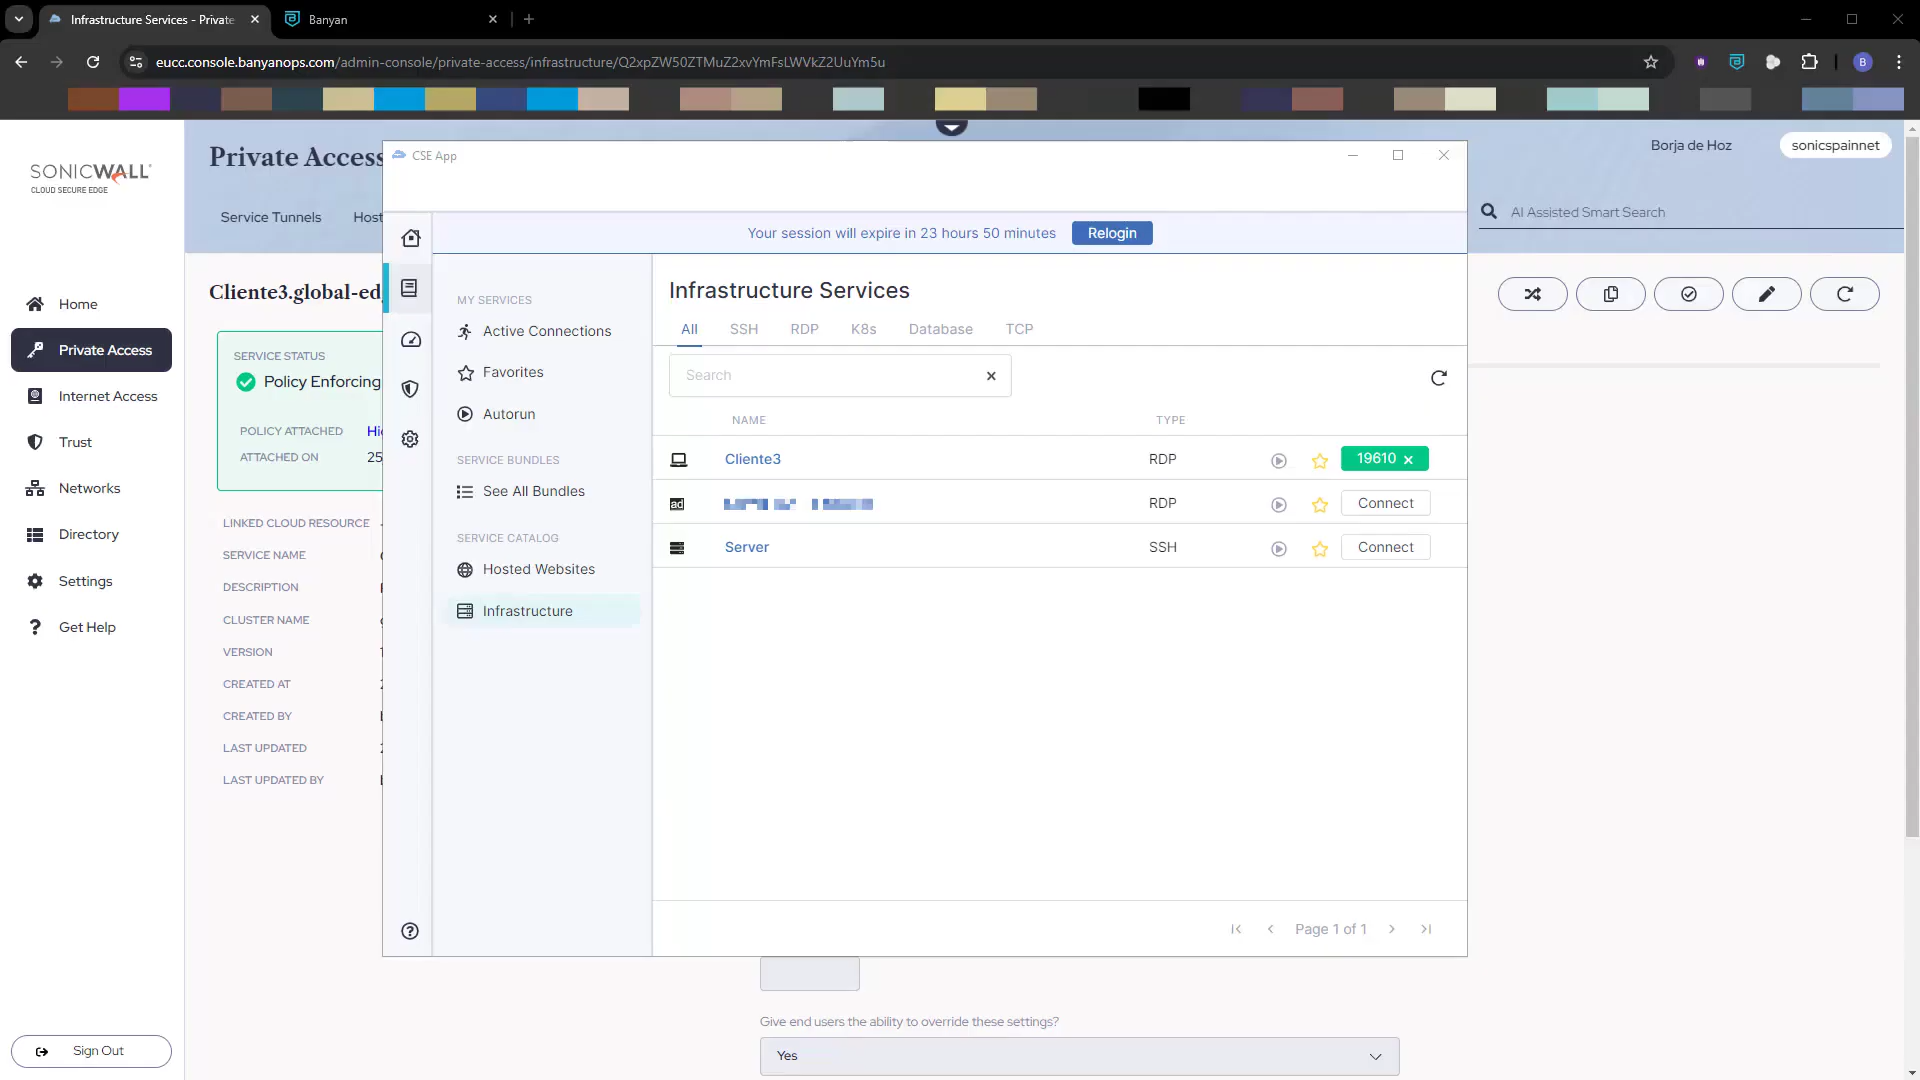 Infrastructure Services - Private
Banyan
eucc.console.banyanops.com/admin-console/private-access/infrastructure/Q2xpZW50ZTMuZ2xvYmFsLWVkZ2UuYm5u
B
SONICWALL
CLOUD SECURE EDGE
Home
Private Access
Internet Access
Trust
Networks
Directory
Settings
Get Help
Sign Out
Private Access
Borja de Hoz
sonicspainnet
Service Tunnels
Host
AI Assisted Smart Search
Cliente3.global-ed
SERVICE STATUS
Policy Enforcing
POLICY ATTACHED
ATTACHED ON 25
LINKED CLOUD RESOURCE
SERVICE NAME
DESCRIPTION
CLUSTER NAME
VERSION
CREATED AT
CREATED BY
LAST UPDATED
LAST UPDATED BY
CSE App
Your session will expire in 23 hours 50 minutes Relogin
MY SERVICES
Active Connections
Favorites
Autorun
SERVICE BUNDLES
See All Bundles
SERVICE CATALOG
Hosted Websites
Infrastructure
Infrastructure Services
All SSH RDP K8s Database TCP
Search
NAME TYPE
Cliente3 RDP 19610 ×
ad RDP Connect
Server SSH Connect
Page 1 of 1
Give end users the ability to override these settings?
Yes